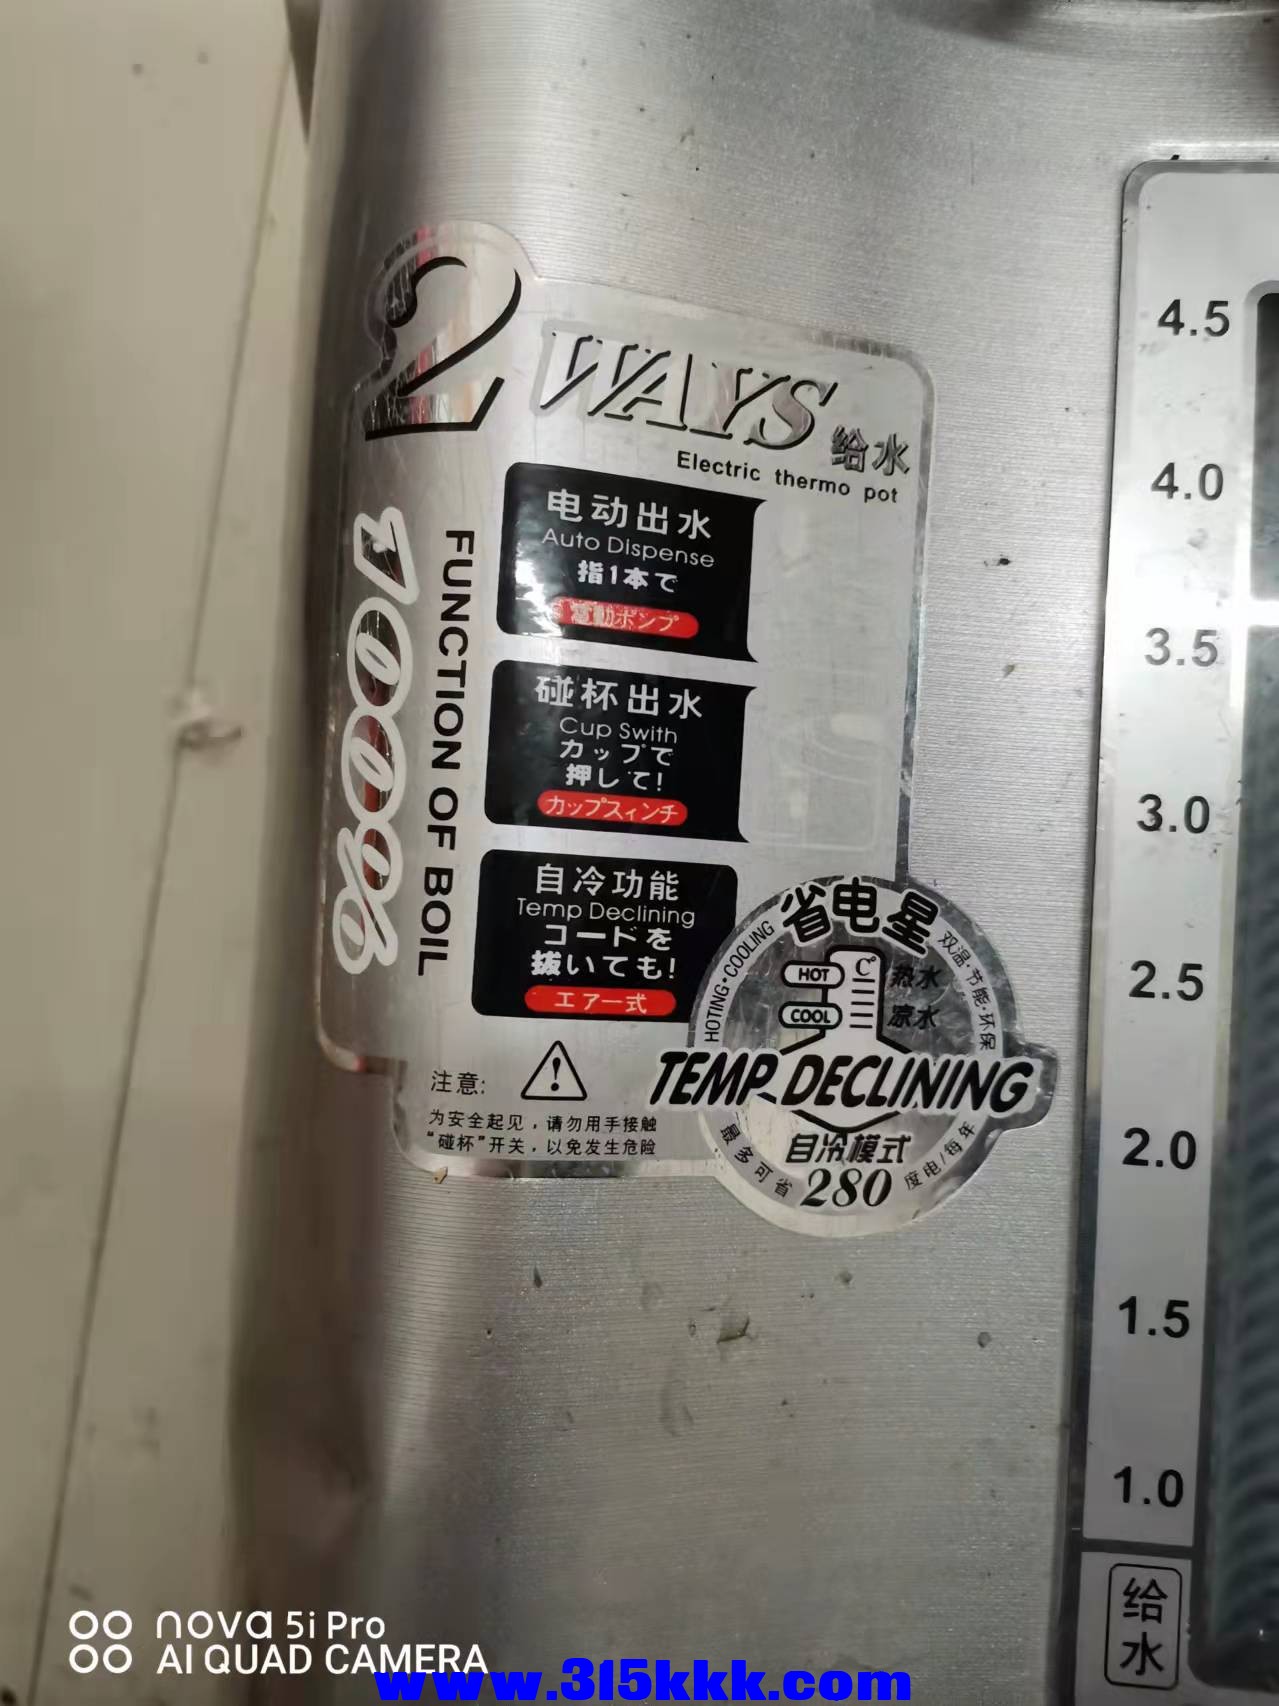 2 WAYS 给水
Electric thermo pot
100%
FUNCTION OF BOIL
电动出水
Auto Dispense
指1本で
電動ポンプ
碰杯出水
Cup Swith
カップで
押して!
カップスィンチ
自冷功能
Temp Declining
コードを
抜いても!
エアー式
注意:
为安全起见，请勿用手接触
“碰杯”开关，以免发生危险
省电星
HOTING·COOLING
双温·节能·环保
C°
HOT 热水
COOL 凉水
TEMP DECLINING
自冷模式
最多可省 280 度电/每年
4.5
4.0
3.5
3.0
2.5
2.0
1.5
1.0
给水
nova 5i Pro
AI QUAD CAMERA
www.315kkk.com